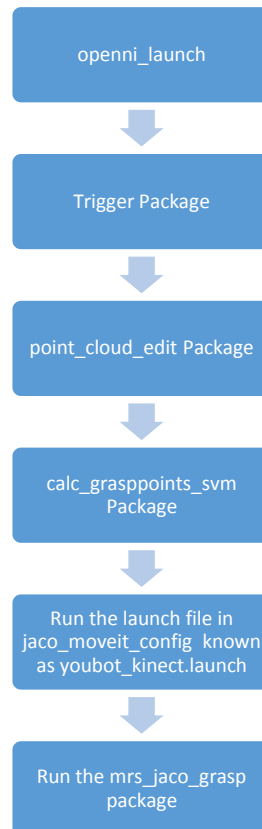 openni_launch
Trigger Package
point_cloud_edit Package
calc_grasppoints_svm
Package
Run the launch file in
jaco_moveit_config known
as youbot_kinect.launch
Run the mrs_jaco_grasp
package